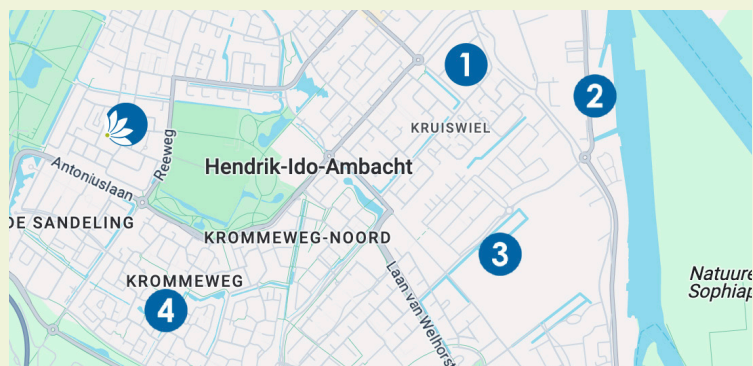 1
2
KRUISWIEL
Reeweg
Hendrik-Ido-Ambacht
Antoniuslaan
DE SANDELING
KROMMEWEG-NOORD
3
KROMMEWEG
Natuure
Sophiap
4
Laan van Welhorst